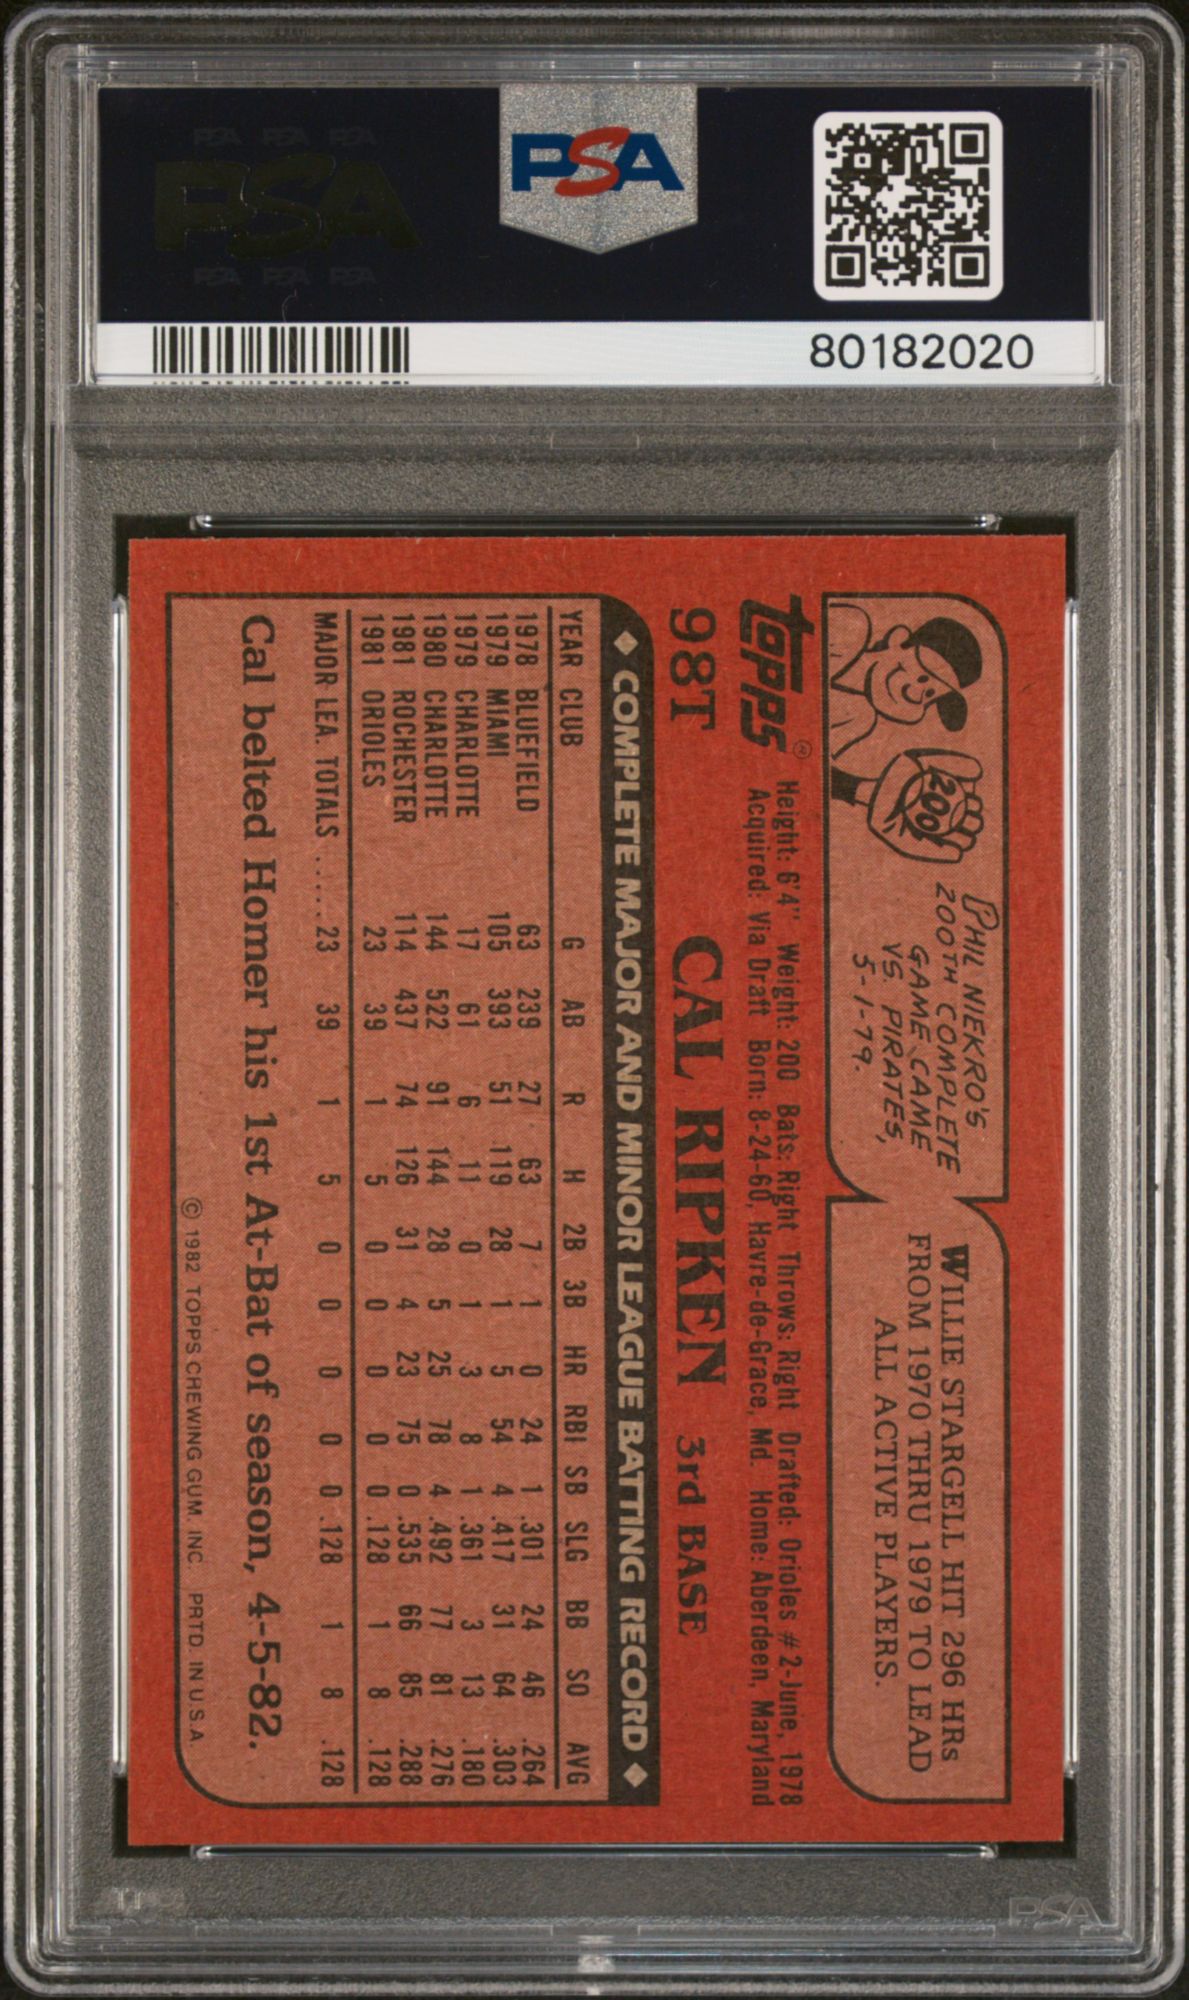 PSA PSA PSA
PSA
PSA PSA PSA
PSA
80182020
PHIL NIEKRO'S
200TH COMPLETE
GAME CAME
VS. PIRATES,
5-1-79.
200
WILLIE STARGELL HIT 296 HRs
FROM 1970 THRU 1979 TO LEAD
ALL ACTIVE PLAYERS.
topps®
Height: 6'4" Weight: 200 Bats: Right Throws: Right Drafted: Orioles #2-June, 1978
Acquired: Via Draft Born: 8-24-60, Havre-de-Grace, Md. Home: Aberdeen, Maryland
98T CAL RIPKEN 3rd BASE
◆ COMPLETE MAJOR AND MINOR LEAGUE BATTING RECORD ◆
YEAR CLUB G AB R H 2B 3B HR RBI SB SLG BB SO AVG
1978 BLUEFIELD 63 239 27 63 7 1 0 24 1 .301 24 46 .264
1979 MIAMI 105 393 51 119 28 1 5 54 4 .417 31 64 .303
1979 CHARLOTTE 17 61 6 11 0 1 3 8 1 .361 3 13 .180
1980 CHARLOTTE 144 522 91 144 28 5 25 78 4 .492 77 81 .276
1981 ROCHESTER 114 437 74 126 31 4 23 75 0 .535 66 85 .288
1981 ORIOLES 23 39 1 5 0 0 0 0 0 .128 1 8 .128
MAJOR LEA. TOTALS ..... 23 39 1 5 0 0 0 0 0 .128 1 8 .128
Cal belted Homer his 1st At-Bat of season, 4-5-82.
© 1982 TOPPS CHEWING GUM, INC. PRTD. IN U.S.A.
PSA